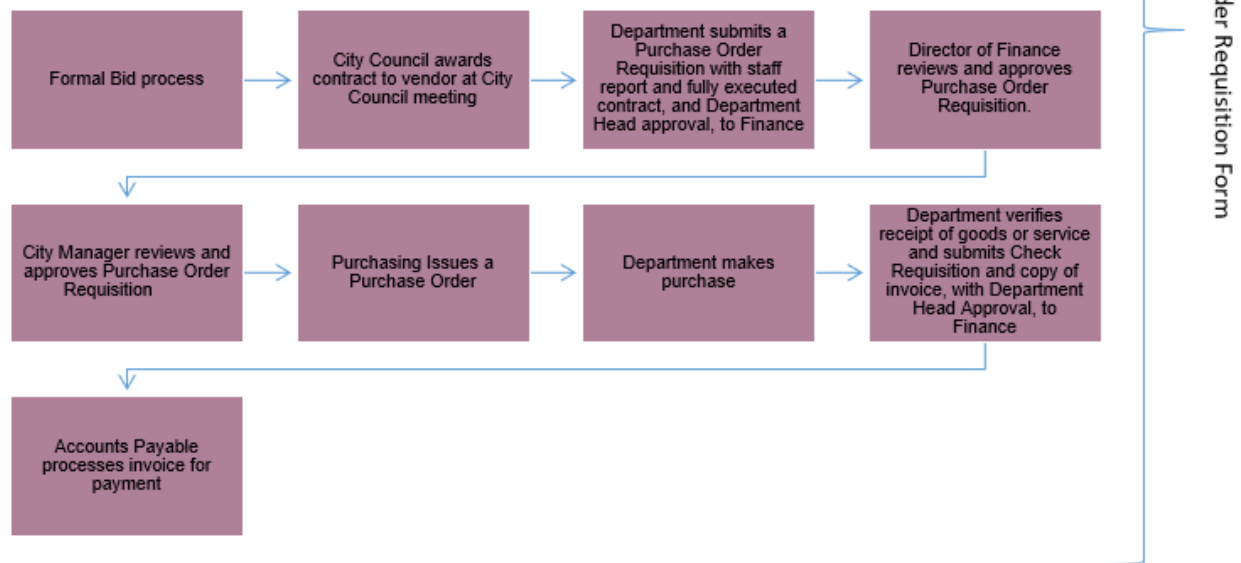 Formal Bid process
City Council awards
contract to vendor at City
Council meeting
Department submits a
Purchase Order
Requisition with staff
report and fully executed
contract, and Department
Head approval, to Finance
Director of Finance
reviews and approves
Purchase Order
Requisition.
City Manager reviews and
approves Purchase Order
Requisition
Purchasing Issues a
Purchase Order
Department makes
purchase
Department verifies
receipt of goods or service
and submits Check
Requisition and copy of
invoice, with Department
Head Approval, to
Finance
Accounts Payable
processes invoice for
payment
Requisition Form